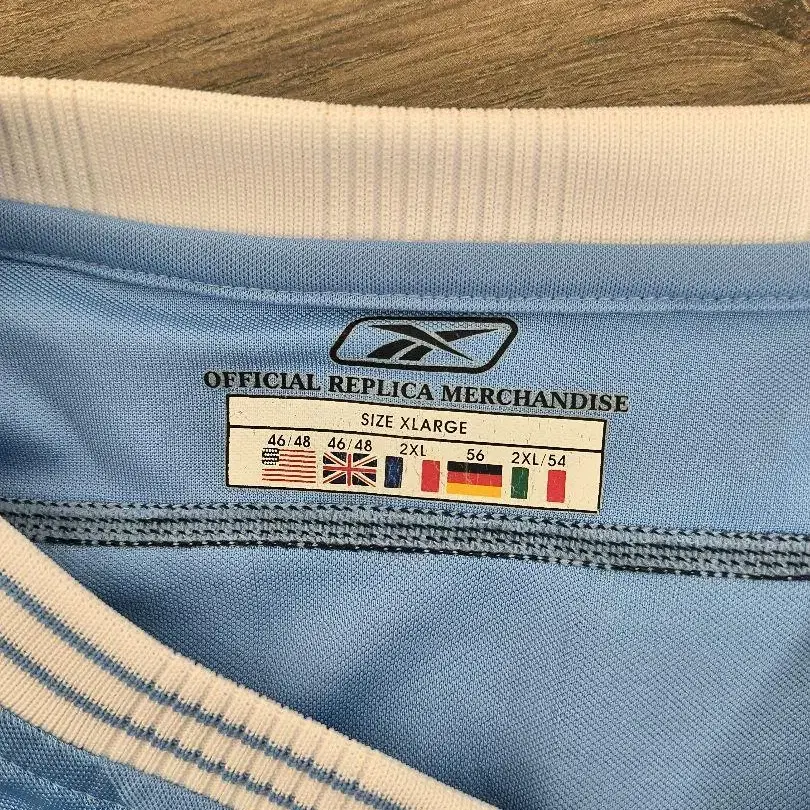 OFFICIAL REPLICA MERCHANDISE
SIZE XLARGE
46/48 46/48 2XL 56 2XL/54